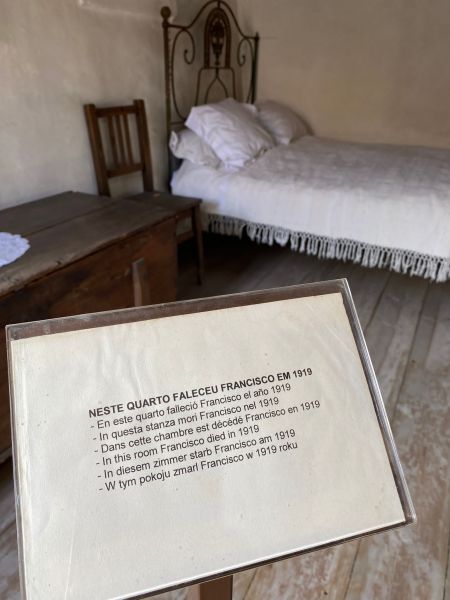 NESTE QUARTO FALECEU FRANCISCO EM 1919
- En este quarto falleció Francisco el año 1919
- In questa stanza mori Francisco nel 1919
- Dans cette chambre est décédé Francisco en 1919
- In this room Francisco died in 1919
- In diesem zimmer starb Francisco am 1919
- W tym pokoju zmarl Francisco w 1919 roku